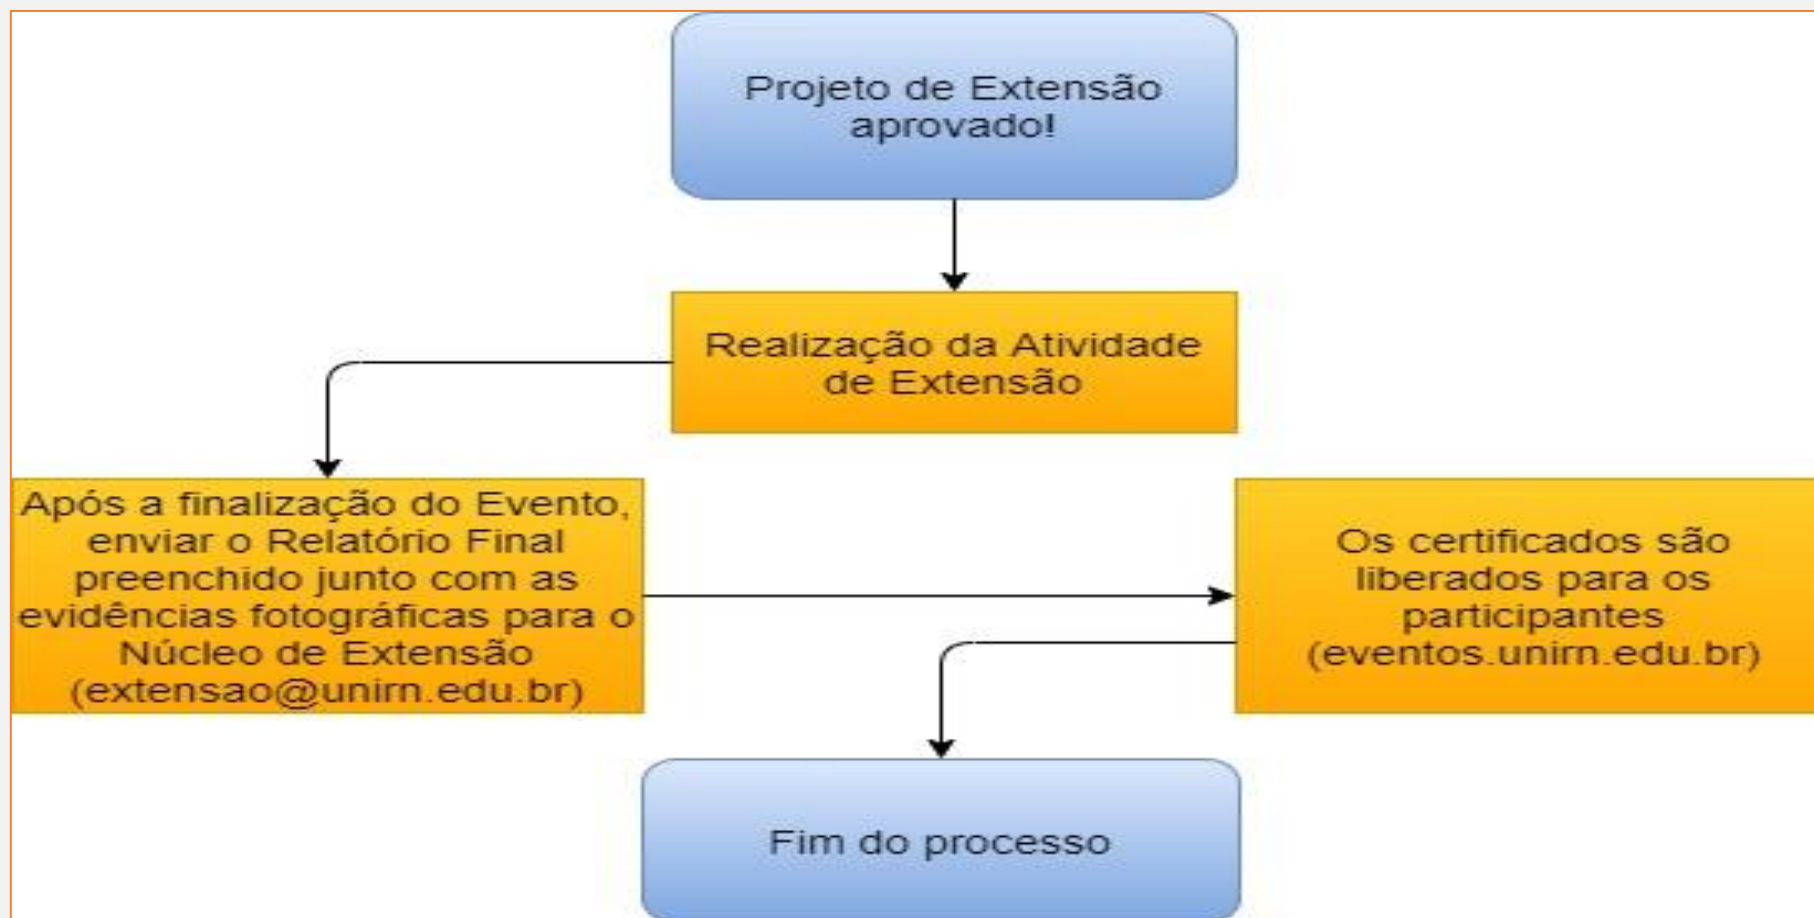 Projeto de Extensão
aprovado!
Realização da Atividade
de Extensão
Após a finalização do Evento,
enviar o Relatório Final
preenchido junto com as
evidências fotográficas para o
Núcleo de Extensão
(extensao@unirn.edu.br)
Os certificados são
liberados para os
participantes
(eventos.unirn.edu.br)
Fim do processo